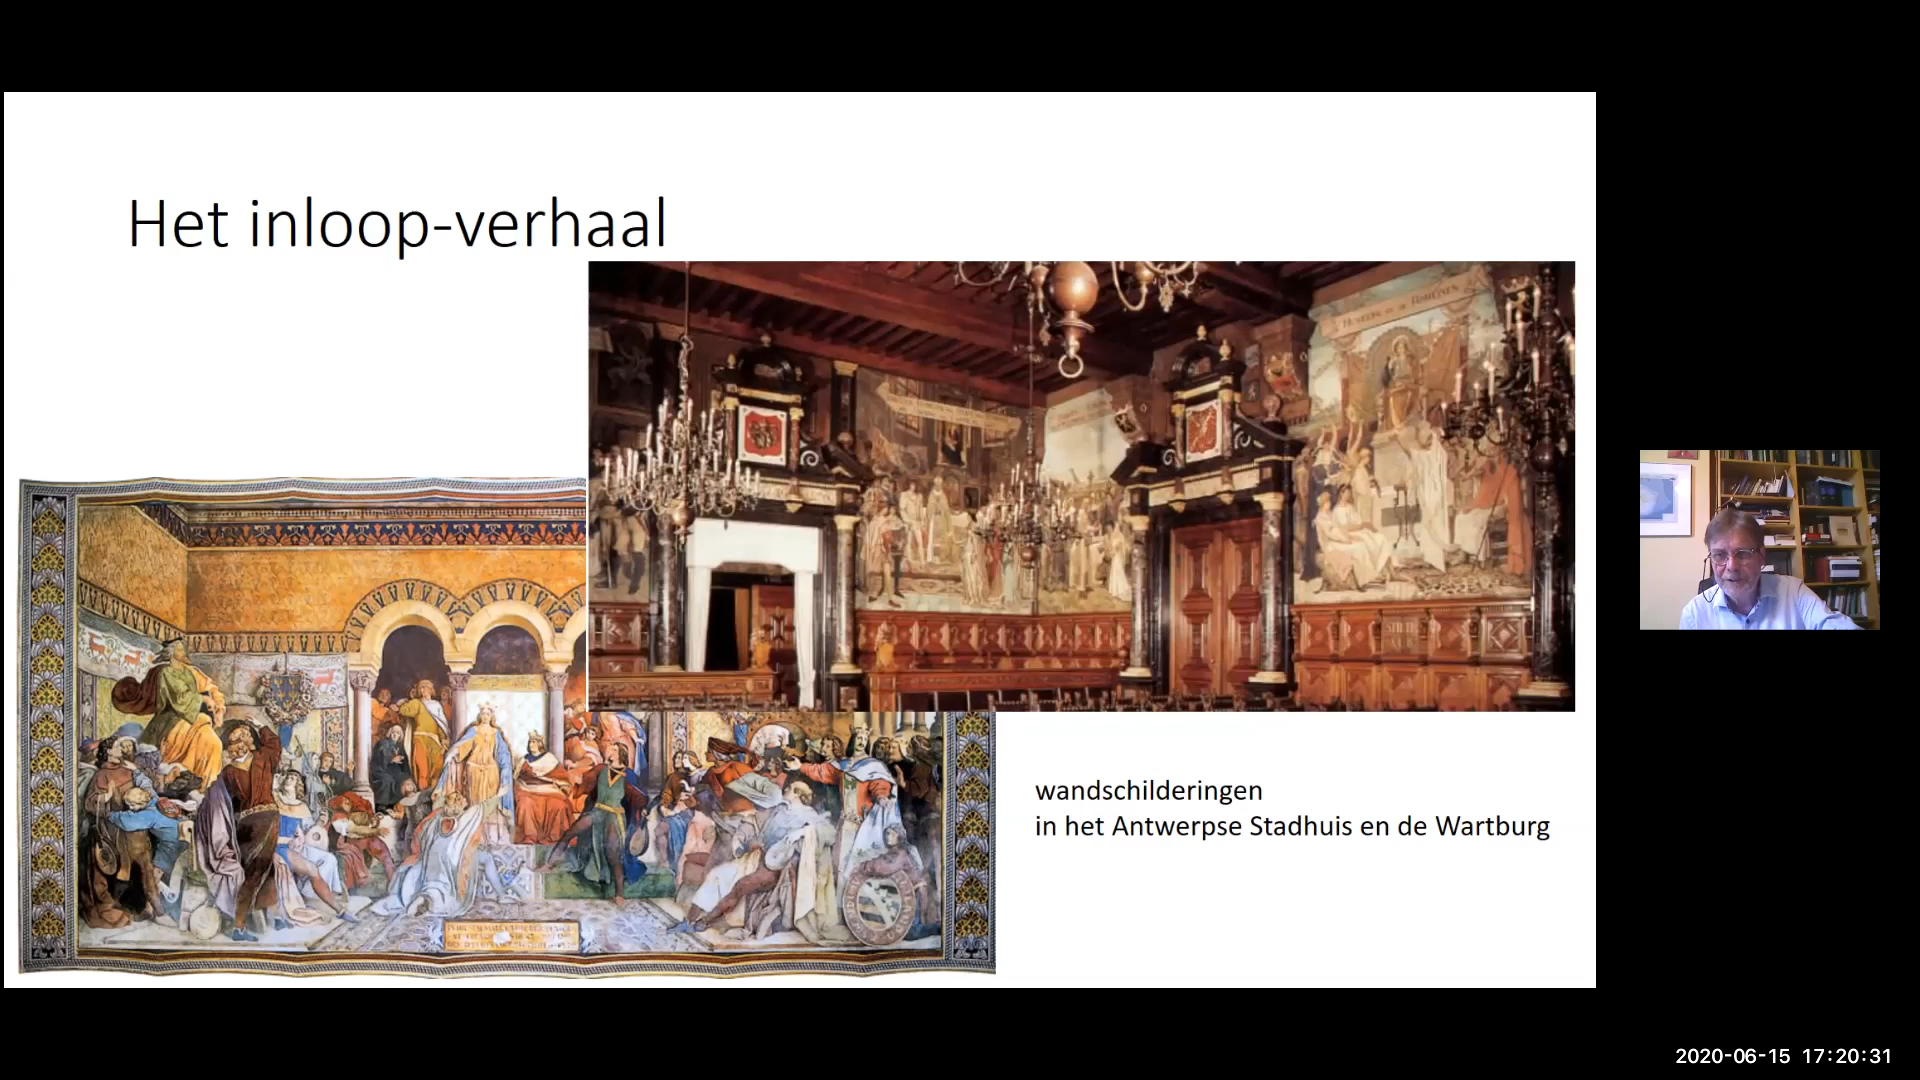 Het inloop-verhaal
wandschilderingen
in het Antwerpse Stadhuis en de Wartburg
2020-06-15 17:20:31